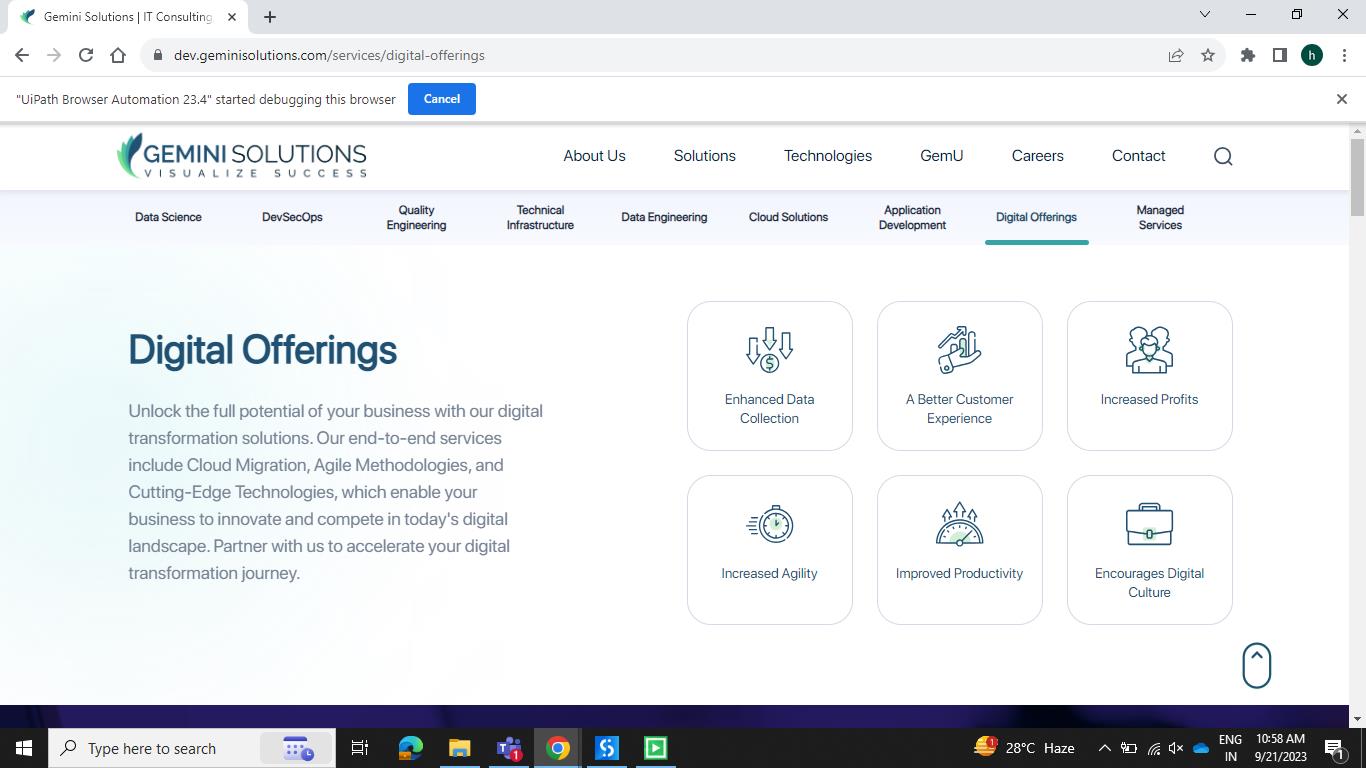 Gemini Solutions | IT Consulting
dev.geminisolutions.com/services/digital-offerings
h
"UiPath Browser Automation 23.4" started debugging this browser
Cancel
GEMINI SOLUTIONS
VISUALIZE SUCCESS
About Us
Solutions
Technologies
GemU
Careers
Contact
Data Science
DevSecOps
Quality
Engineering
Technical
Infrastructure
Data Engineering
Cloud Solutions
Application
Development
Digital Offerings
Managed
Services
Digital Offerings
Unlock the full potential of your business with our digital
transformation solutions. Our end-to-end services
include Cloud Migration, Agile Methodologies, and
Cutting-Edge Technologies, which enable your
business to innovate and compete in today's digital
landscape. Partner with us to accelerate your digital
transformation journey.
Enhanced Data
Collection
A Better Customer
Experience
Increased Profits
Increased Agility
Improved Productivity
Encourages Digital
Culture
Type here to search
1
1
28°C Haze
ENG
IN
10:58 AM
9/21/2023
1